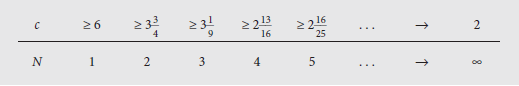 c ≥ 6 ≥ 3 3/4 ≥ 3 1/9 ≥ 2 13/16 ≥ 2 16/25 ... → 2
N 1 2 3 4 5 ... → ∞